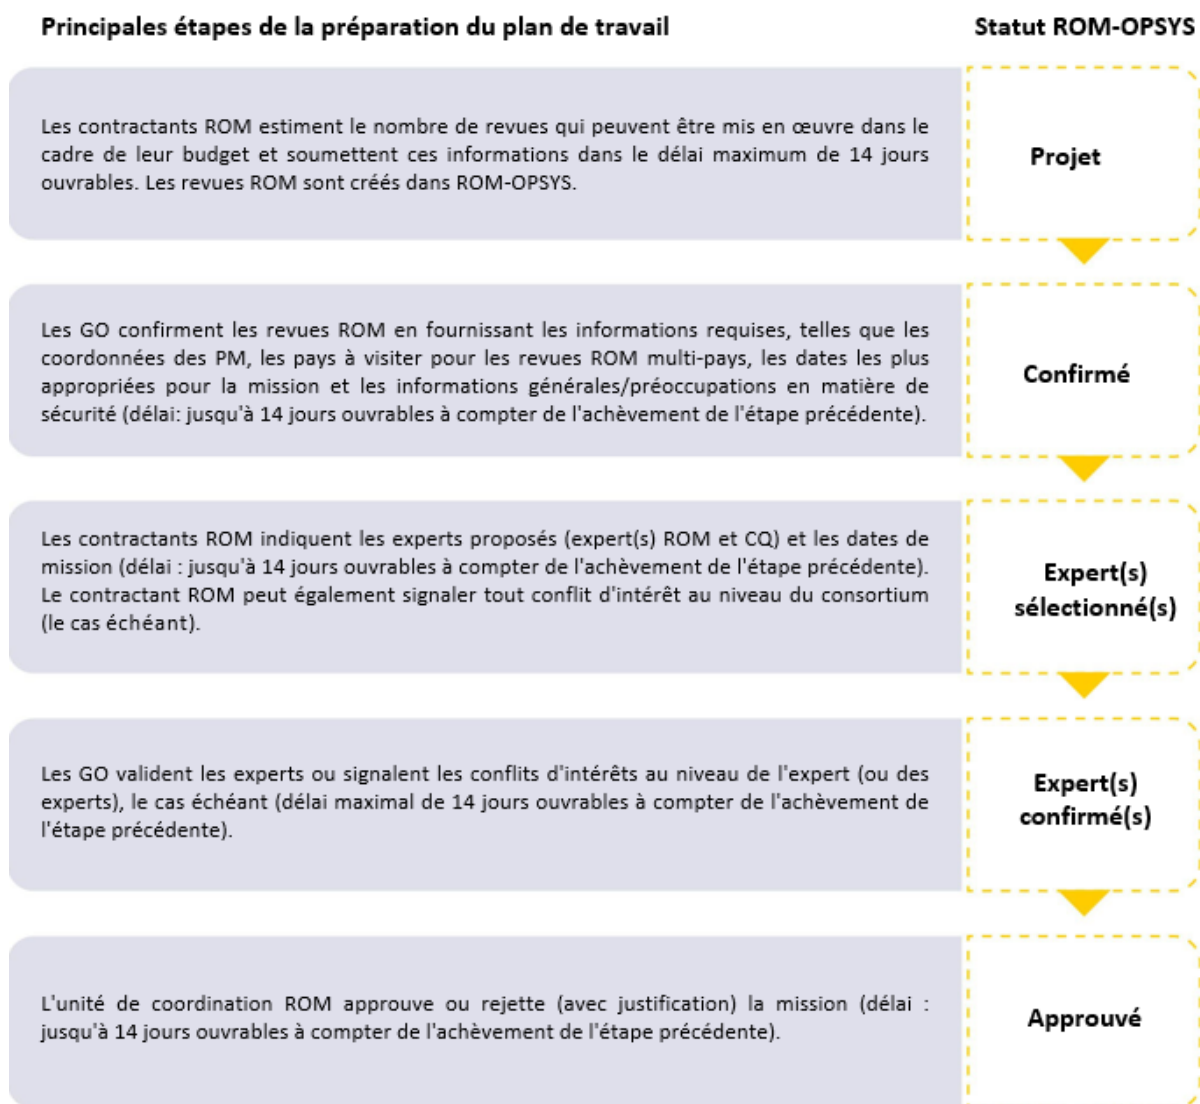 Principales étapes de la préparation du plan de travail
Statut ROM-OPSYS
Les contractants ROM estiment le nombre de revues qui peuvent être mis en œuvre dans le
cadre de leur budget et soumettent ces informations dans le délai maximum de 14 jours
ouvrables. Les revues ROM sont créés dans ROM-OPSYS.
Projet
Les GO confirment les revues ROM en fournissant les informations requises, telles que les
coordonnées des PM, les pays à visiter pour les revues ROM multi-pays, les dates les plus
appropriées pour la mission et les informations générales/préoccupations en matière de
sécurité (délai: jusqu'à 14 jours ouvrables à compter de l'achèvement de l'étape précédente).
Confirmé
Les contractants ROM indiquent les experts proposés (expert(s) ROM et CQ) et les dates de
mission (délai : jusqu'à 14 jours ouvrables à compter de l'achèvement de l'étape précédente).
Le contractant ROM peut également signaler tout conflit d'intérêt au niveau du consortium
(le cas échéant).
Expert(s)
sélectionné(s)
Les GO valident les experts ou signalent les conflits d'intérêts au niveau de l'expert (ou des
experts), le cas échéant (délai maximal de 14 jours ouvrables à compter de l'achèvement de
l'étape précédente).
Expert(s)
confirmé(s)
L'unité de coordination ROM approuve ou rejette (avec justification) la mission (délai :
jusqu'à 14 jours ouvrables à compter de l'achèvement de l'étape précédente).
Approuvé